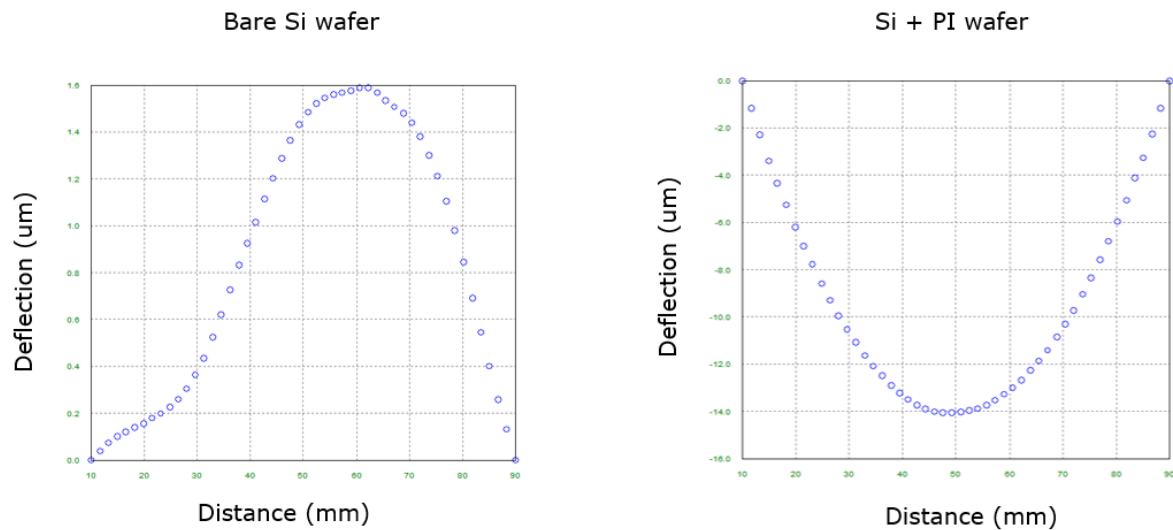 Bare Si wafer
Si + PI wafer
Deflection (um)
1.6
1.4
1.2
1.0
0.8
0.6
0.4
0.2
0.0
10 20 30 40 50 60 70 80 90
Distance (mm)
Deflection (um)
0.0
-2.0
-4.0
-6.0
-8.0
-10.0
-12.0
-14.0
-16.0
10 20 30 40 50 60 70 80 90
Distance (mm)